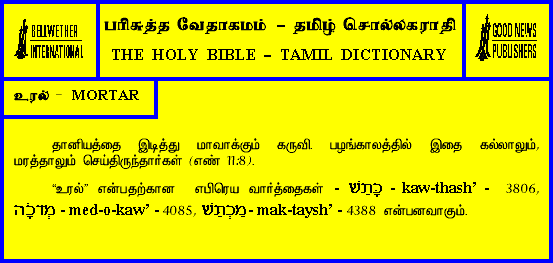 BELLWETHER
INTERNATIONAL
பரிசுத்த வேதாகமம் – தமிழ் சொல்லகராதி
THE HOLY BIBLE – TAMIL DICTIONARY
GOOD NEWS
PUBLISHERS
உரல் – MORTAR
தானியத்தை இடித்து மாவாக்கும் கருவி. பழங்காலத்தில் இதை கல்லாலும்,
மரத்தாலும் செய்திருந்தார்கள் (எண் 11:8).
“உரல்” என்பதற்கான எபிரெய வார்த்தைகள் - כָּתַשׁ - kaw-thash’ - 3806,
מְדֹכָה - med-o-kaw’ - 4085, מַכְתֵּשׁ - mak-taysh’ - 4388 என்பனவாகும்.